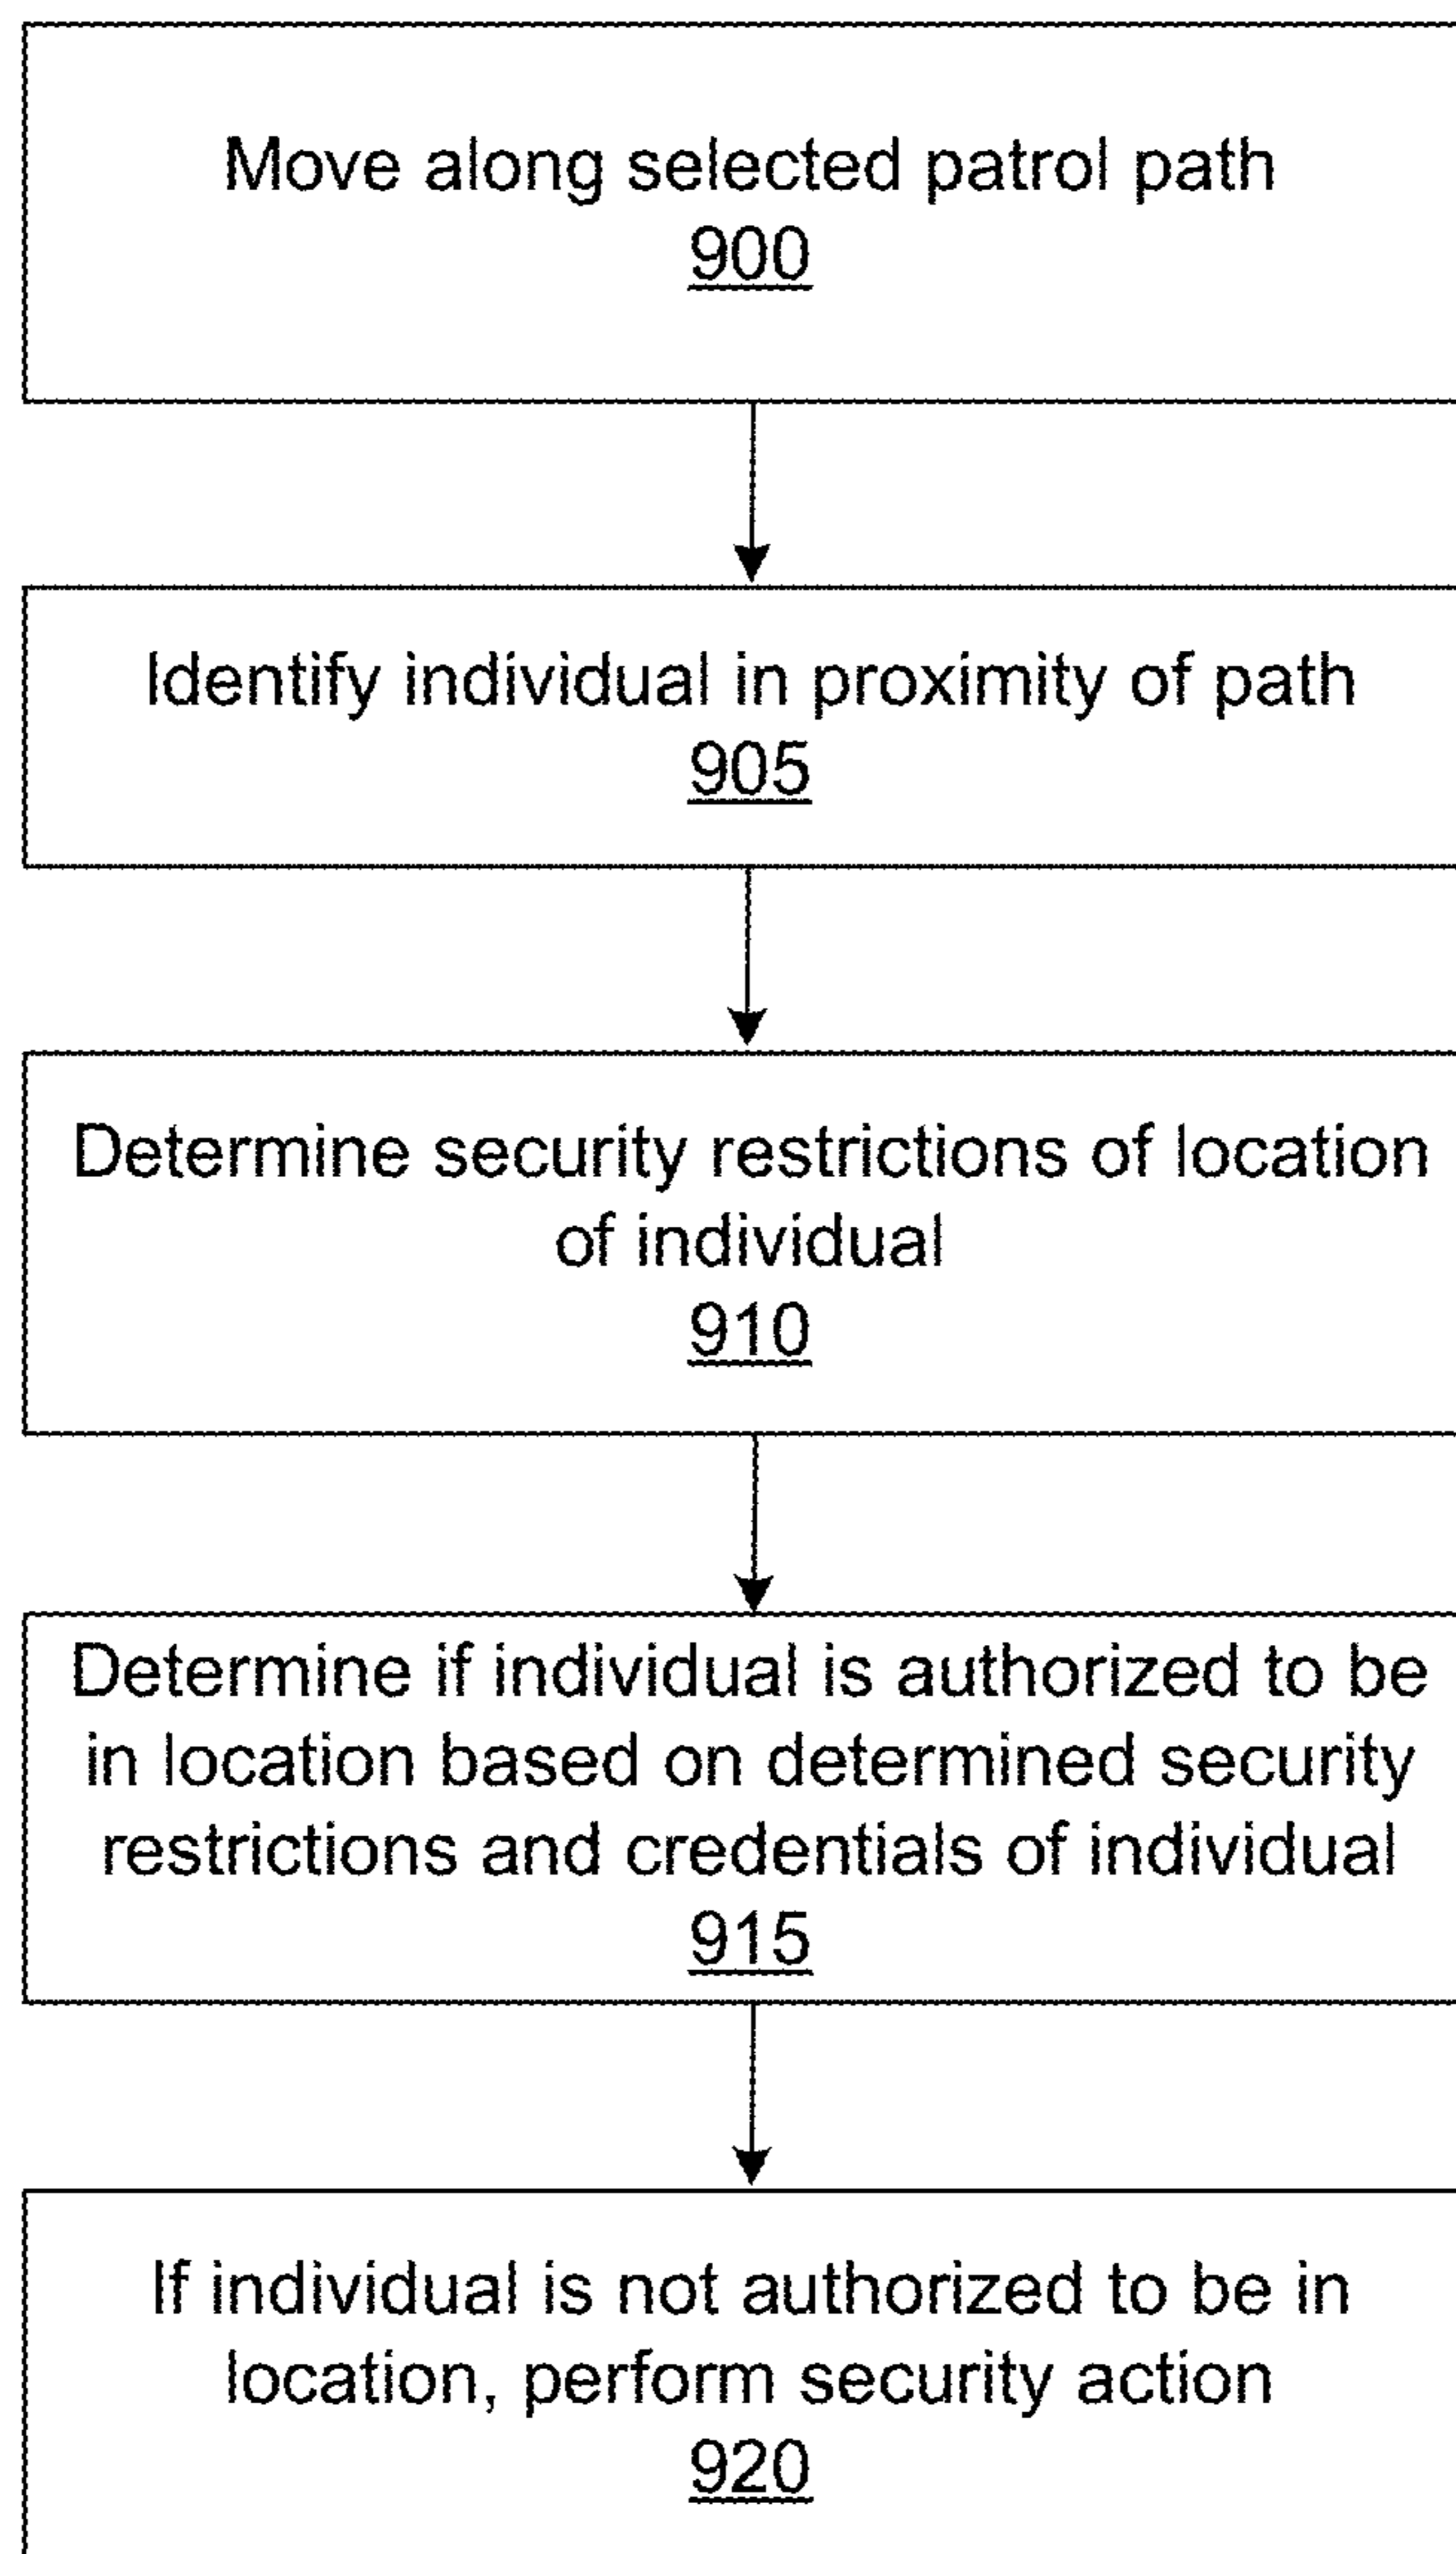 Move along selected patrol path
900
Identify individual in proximity of path
905
Determine security restrictions of location
of individual
910
Determine if individual is authorized to be
in location based on determined security
restrictions and credentials of individual
915
If individual is not authorized to be in
location, perform security action
920